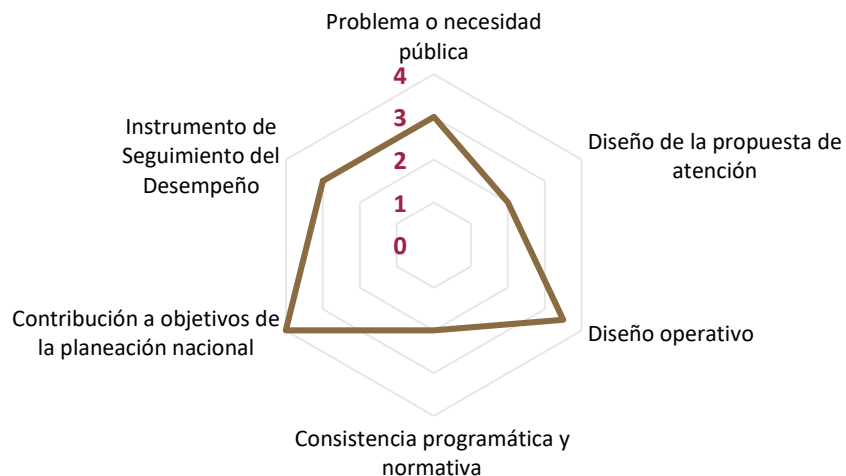 Problema o necesidad
pública
4
3
2
1
0
Diseño de la propuesta de
atención
Diseño operativo
Consistencia programática y
normativa
Contribución a objetivos de
la planeación nacional
Instrumento de
Seguimiento del
Desempeño